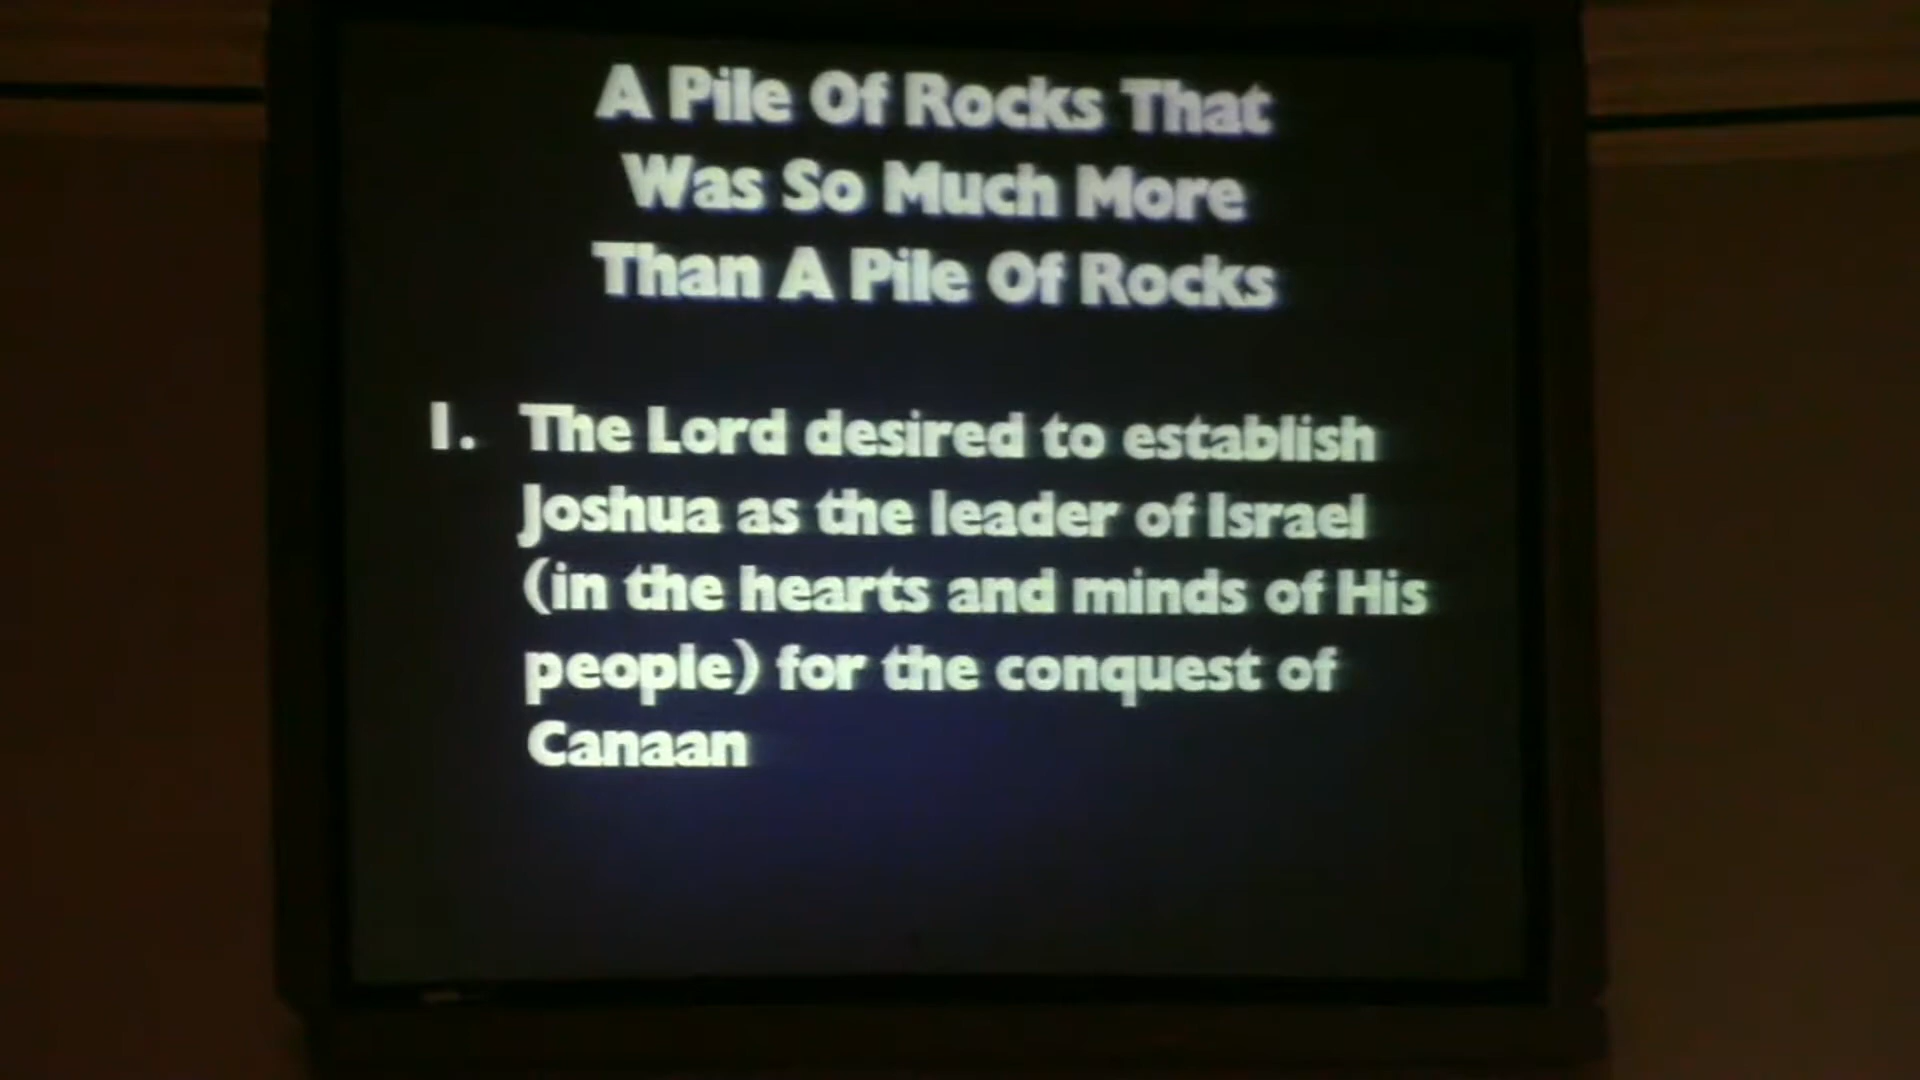 A Pile Of Rocks That
Was So Much More
Than A Pile Of Rocks
1. The Lord desired to establish
Joshua as the leader of Israel
(in the hearts and minds of His
people) for the conquest of
Canaan